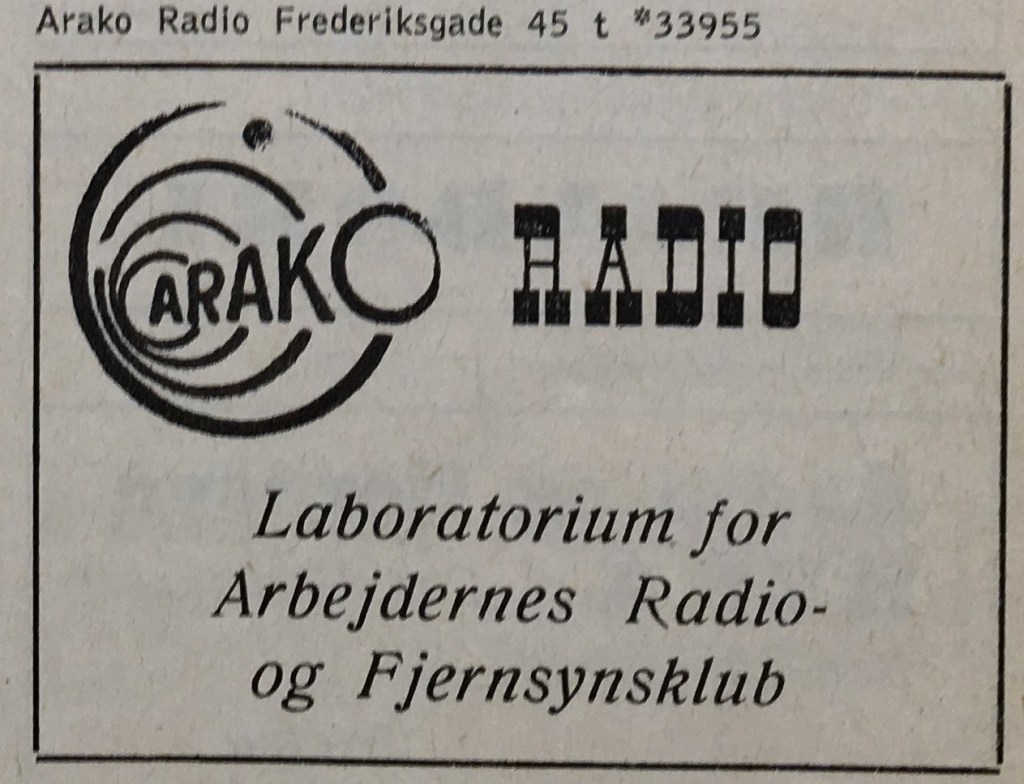 Arako Radio Frederiksgade 45 t *33955
ARAKO RADIO
Laboratorium for
Arbejdernes Radio-
og Fjernsynsklub